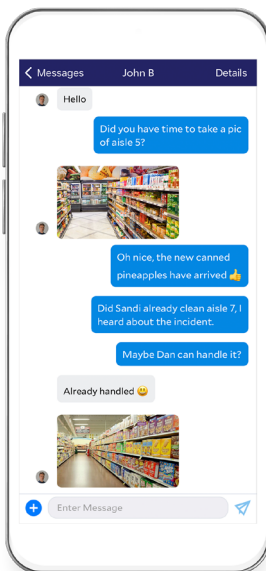 Messages
John B
Details
Hello
Did you have time to take a pic
of aisle 5?
Oh nice, the new canned
pineapples have arrived 👍
Did Sandi already clean aisle 7, I
heard about the incident.
Maybe Dan can handle it?
Already handled 😃
Enter Message